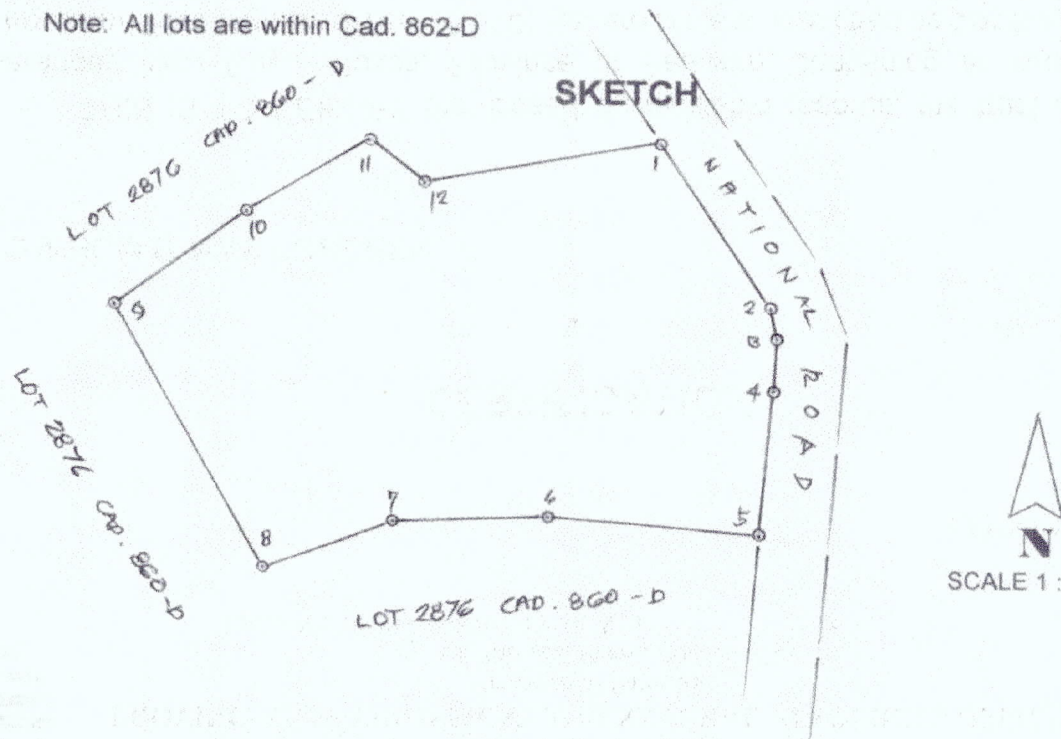 Note: All lots are within Cad. 862-D
SKETCH
LOT 2876 CAD. 860-D
11
12
1
10
NATIONAL ROAD
9
2
3
4
LOT 2876 CAD. 860-D
7
6
5
8
N
SCALE 1 :
LOT 2876 CAD. 860-D